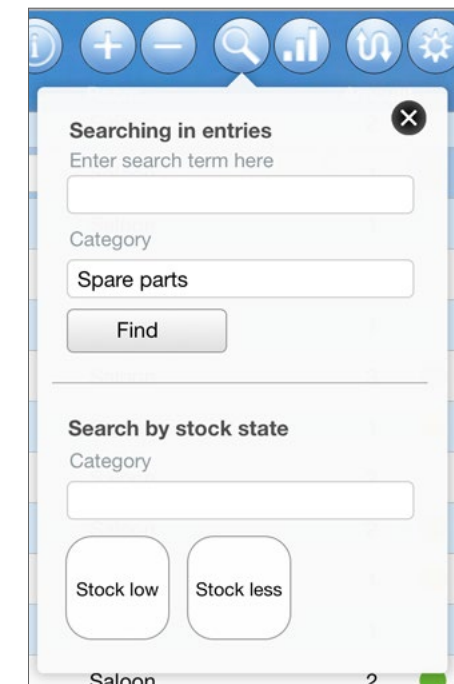 Searching in entries
Enter search term here
Category
Spare parts
Find
Search by stock state
Category
Stock low
Stock less
Saloon 2